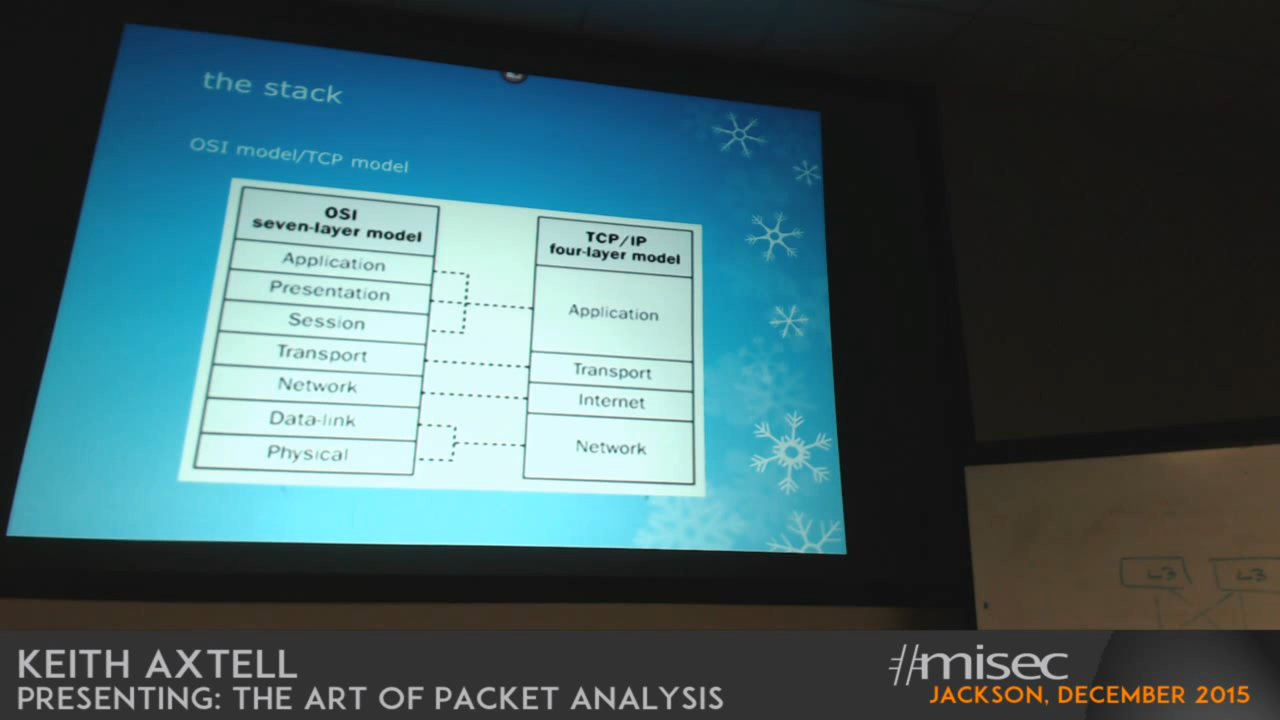 the stack
OSI model/TCP model
OSI
seven-layer model
Application
Presentation
Session
Transport
Network
Data-link
Physical
TCP/IP
four-layer model
Application
Transport
Internet
Network
L3
L3
KEITH AXTELL
PRESENTING: THE ART OF PACKET ANALYSIS
#misec
JACKSON, DECEMBER 2015